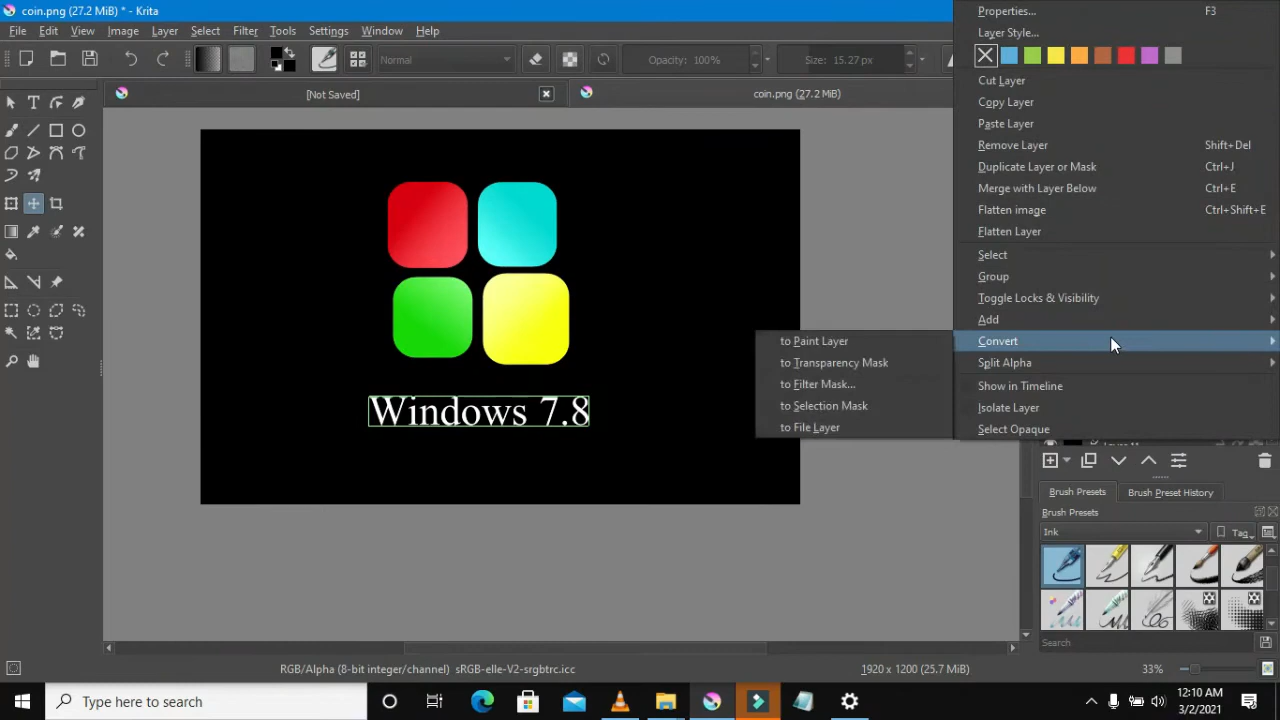 coin.png (27.2 MiB) * - Krita
File Edit View Image Layer Select Filter Tools Settings Window Help
Normal
Opacity: 100%
Size: 15.27 px
[Not Saved]
coin.png (27.2 MiB)
Windows 7.8
Properties... F3
Layer Style...
Cut Layer
Copy Layer
Paste Layer
Remove Layer Shift+Del
Duplicate Layer or Mask Ctrl+J
Merge with Layer Below Ctrl+E
Flatten image Ctrl+Shift+E
Flatten Layer
Select
Group
Toggle Locks & Visibility
Add
Convert
Split Alpha
Show in Timeline
Isolate Layer
Select Opaque
to Paint Layer
to Transparency Mask
to Filter Mask...
to Selection Mask
to File Layer
Brush Presets Brush Preset History
Brush Presets
Ink
Tag
Search
RGB/Alpha (8-bit integer/channel) sRGB-elle-V2-srgbtrc.icc
1920 x 1200 (25.7 MiB)
33%
Type here to search
12:10 AM
3/2/2021